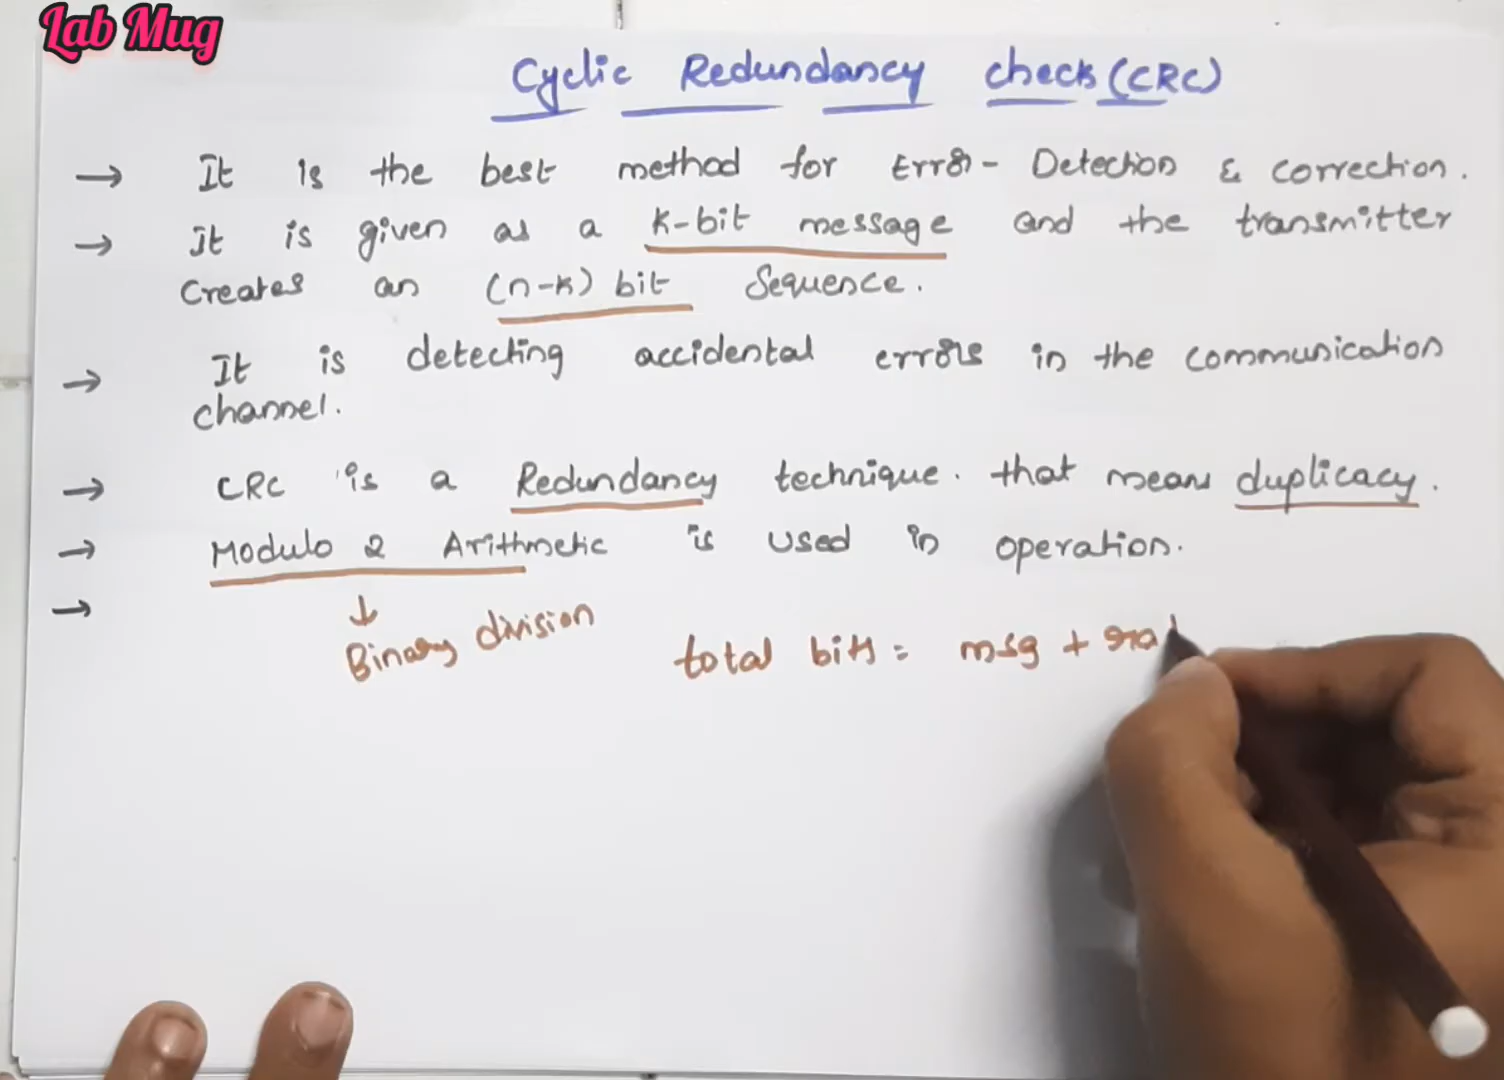 Lab Mug
Cyclic Redundancy check (CRC)
→ It is the best method for Error - Detection & correction.
→ It is given as a k-bit message and the transmitter
creates an (n-k) bit Sequence.
→ It is detecting accidental errors in the communication
channel.
→ CRC is a Redundancy technique. that means duplicacy.
→ Modulo 2 Arithmetic is used in operation.
→
↓
Binary division
total bits = msg +